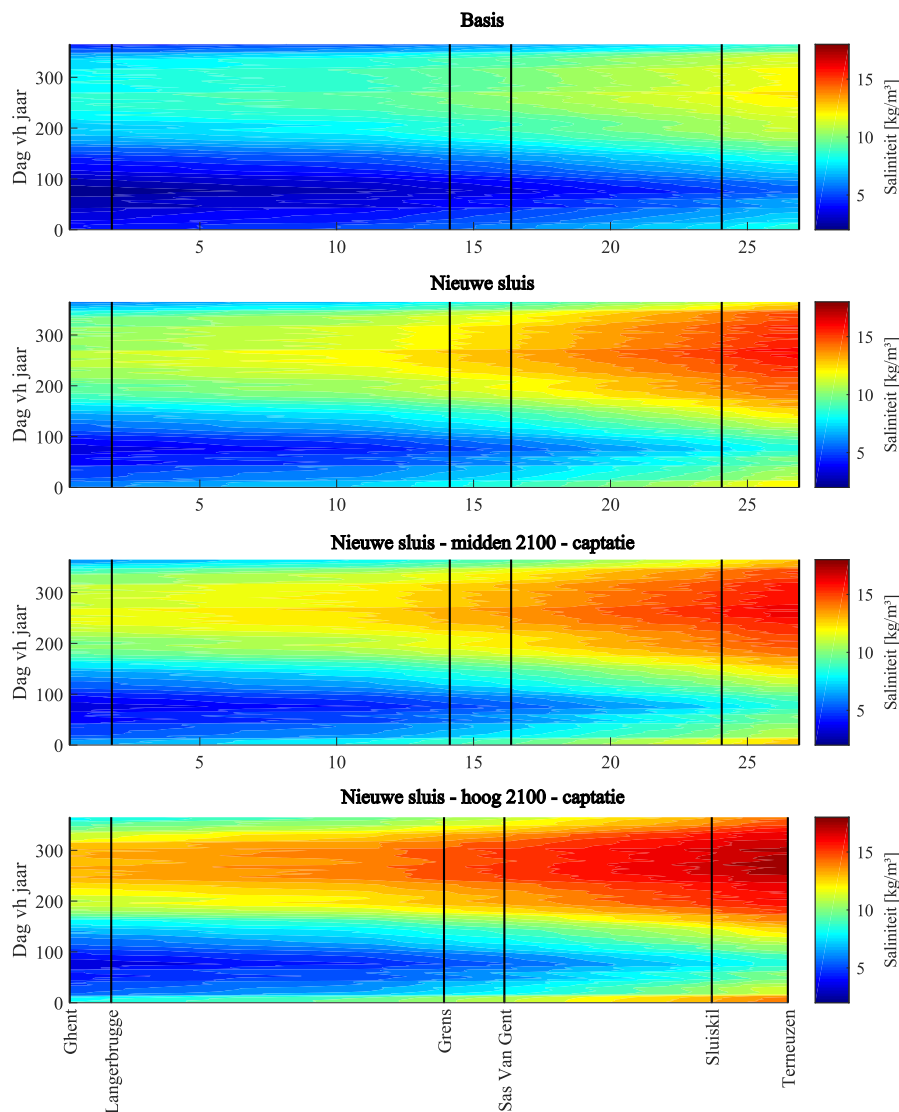 Basis
Dag vh jaar
300
200
100
0
5
10
15
20
25
15
10
5
Saliniteit [kg/m³]
Nieuwe sluis
Dag vh jaar
300
200
100
0
5
10
15
20
25
15
10
5
Saliniteit [kg/m³]
Nieuwe sluis - midden 2100 - captatie
Dag vh jaar
300
200
100
0
5
10
15
20
25
15
10
5
Saliniteit [kg/m³]
Nieuwe sluis - hoog 2100 - captatie
Dag vh jaar
300
200
100
0
15
10
5
Saliniteit [kg/m³]
Ghent
Langerbrugge
Grens
Sas Van Gent
Sluiskil
Terneuzen